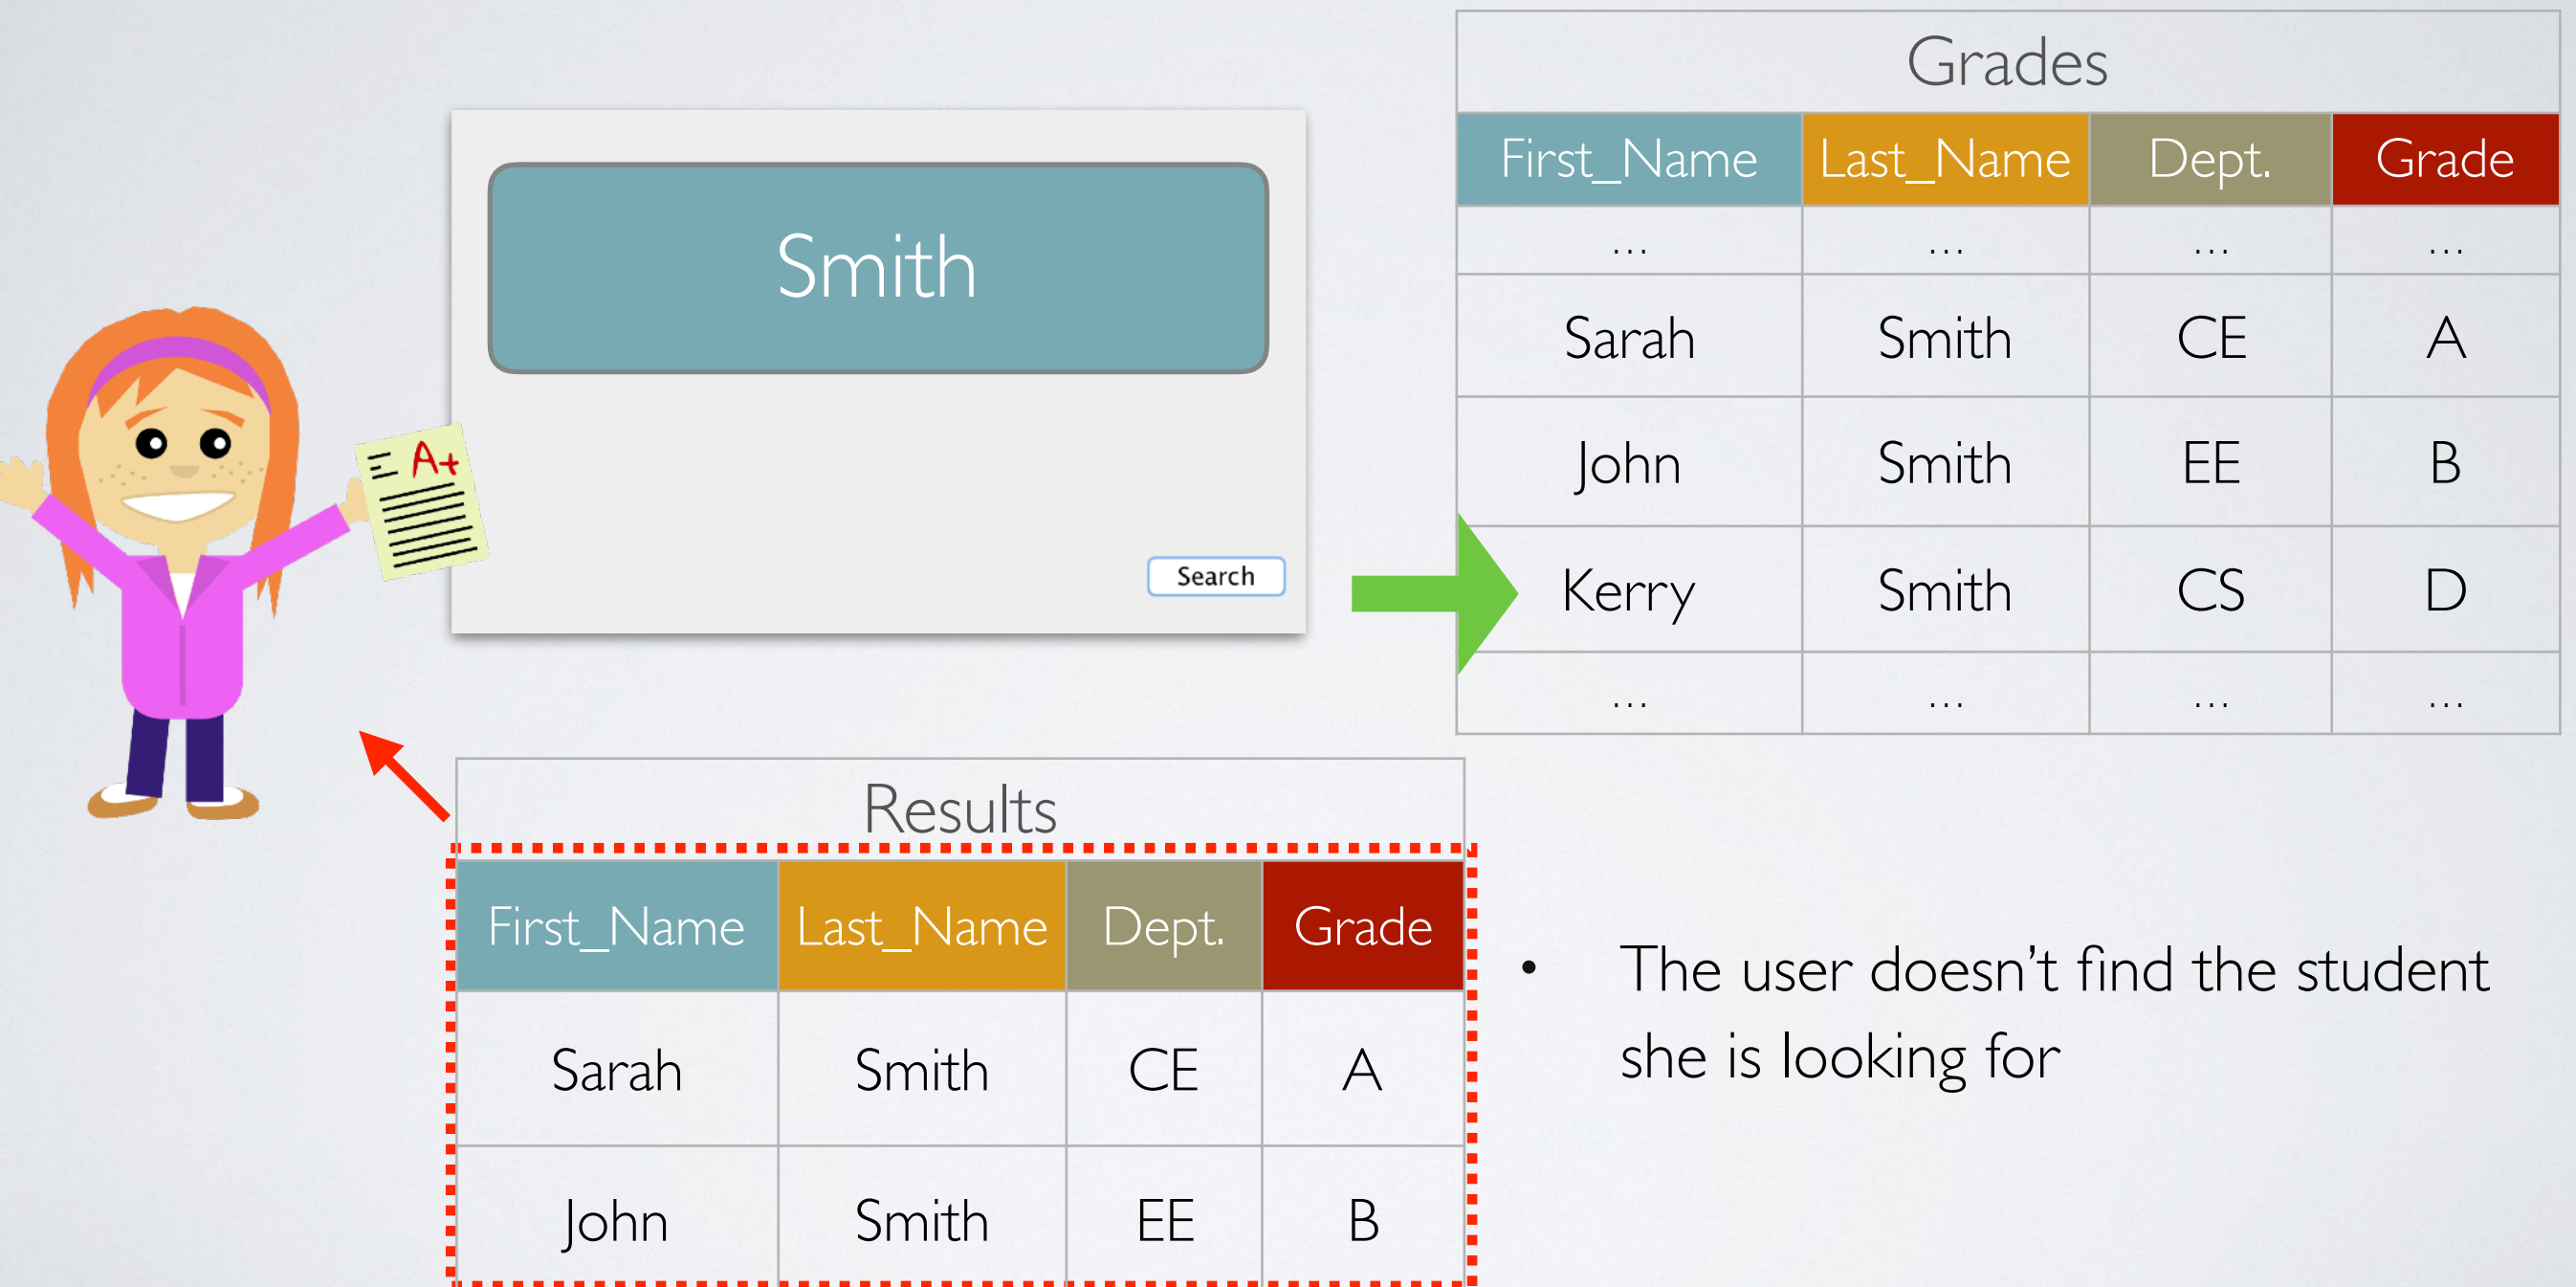 Grades
First_Name Last_Name Dept. Grade
... ... ... ...
Sarah Smith CE A
John Smith EE B
Kerry Smith CS D
... ... ... ...
Smith
Search
A+
Results
First_Name Last_Name Dept. Grade
Sarah Smith CE A
John Smith EE B
• The user doesn’t find the student
she is looking for